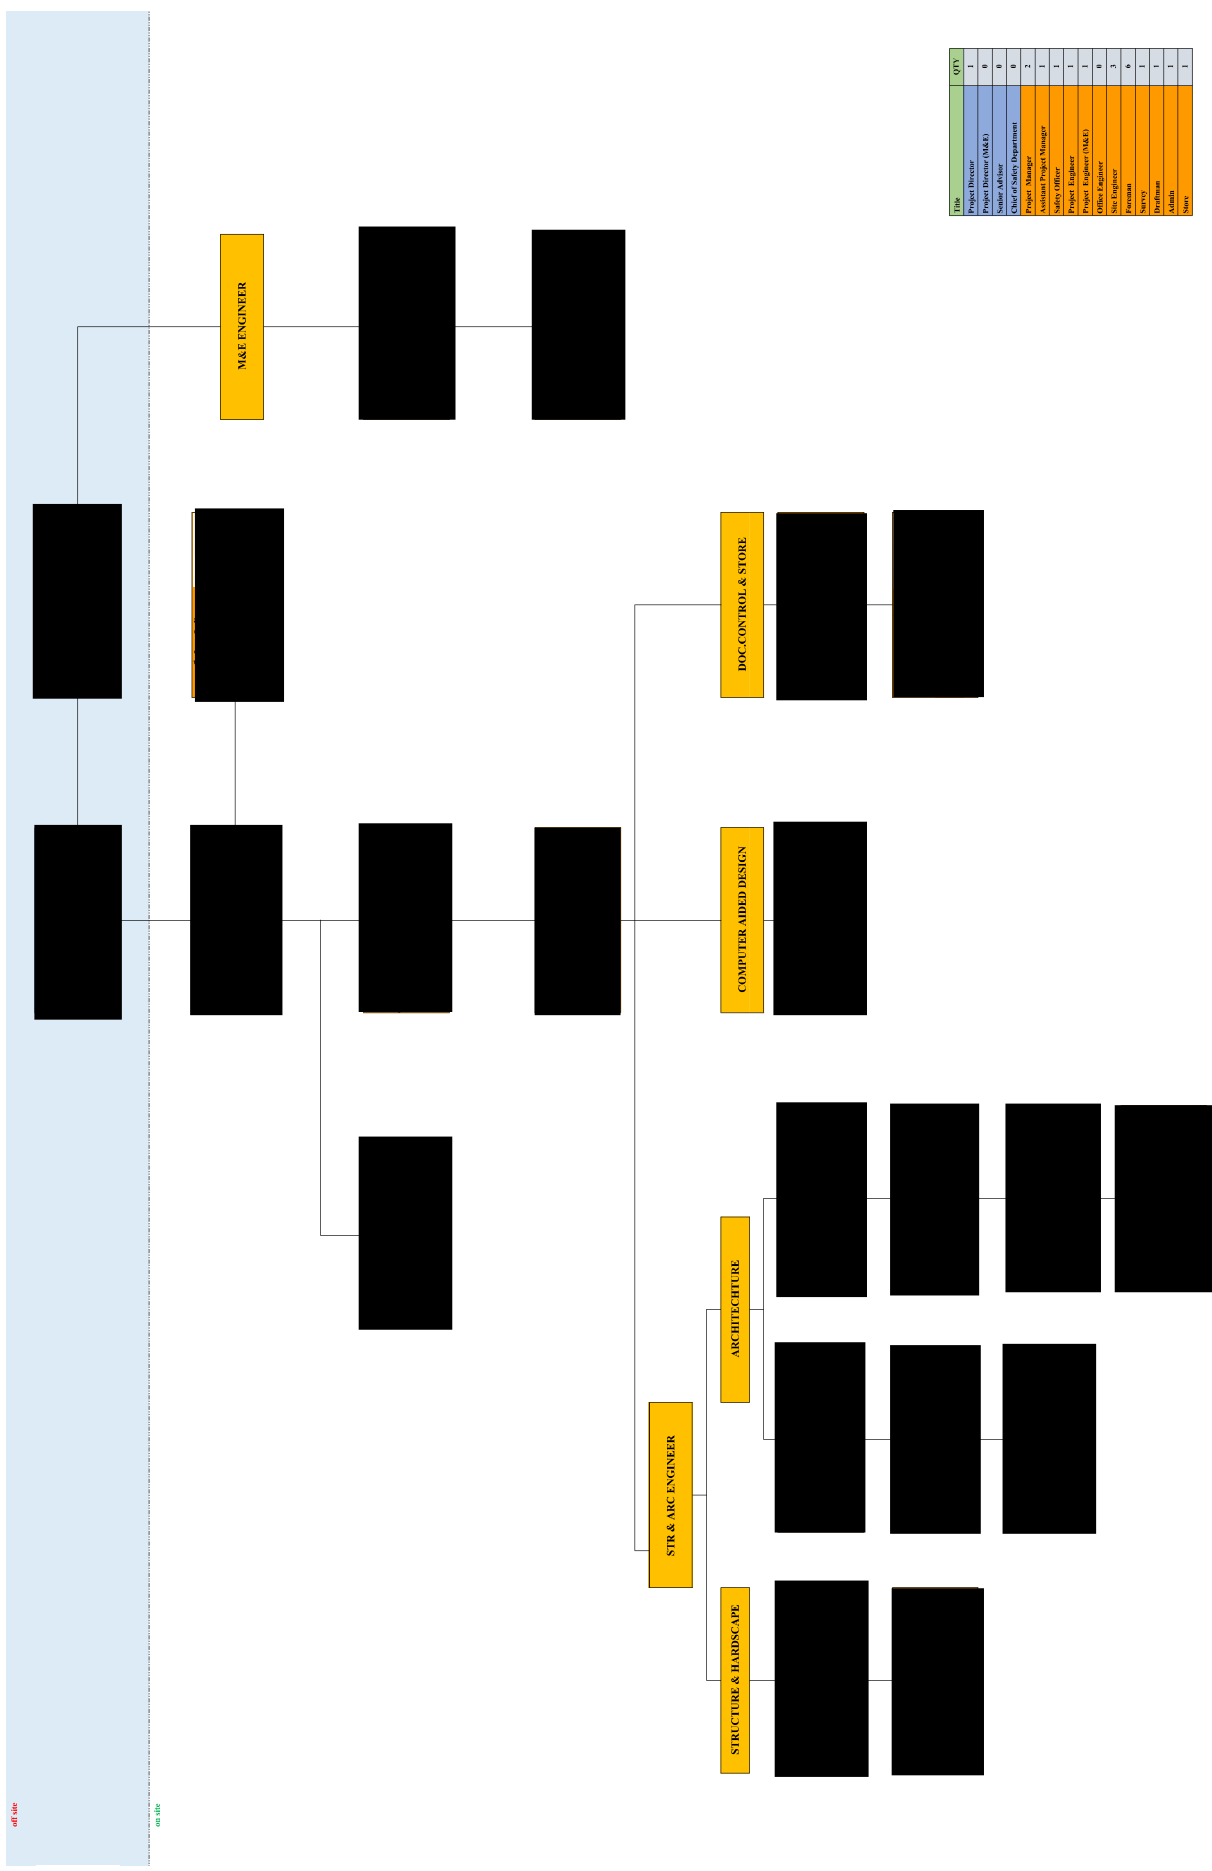 off site
on site
Title QTY
Project Director 1
Project Director (M&E) 0
Senior Advisor 0
Chief of Safety Department 0
Project Manager 2
Assistant Project Manager 1
Safety Officer 1
Project Engineer 1
Project Engineer (M&E) 1
Office Engineer 0
Site Engineer 3
Foreman 6
Survey 1
Draftman 1
Admin 1
Store 1
M&E ENGINEER
DOC.CONTROL & STORE
COMPUTER AIDED DESIGN
STR & ARC ENGINEER
ARCHITECHTURE
STRUCTURE & HARDSCAPE